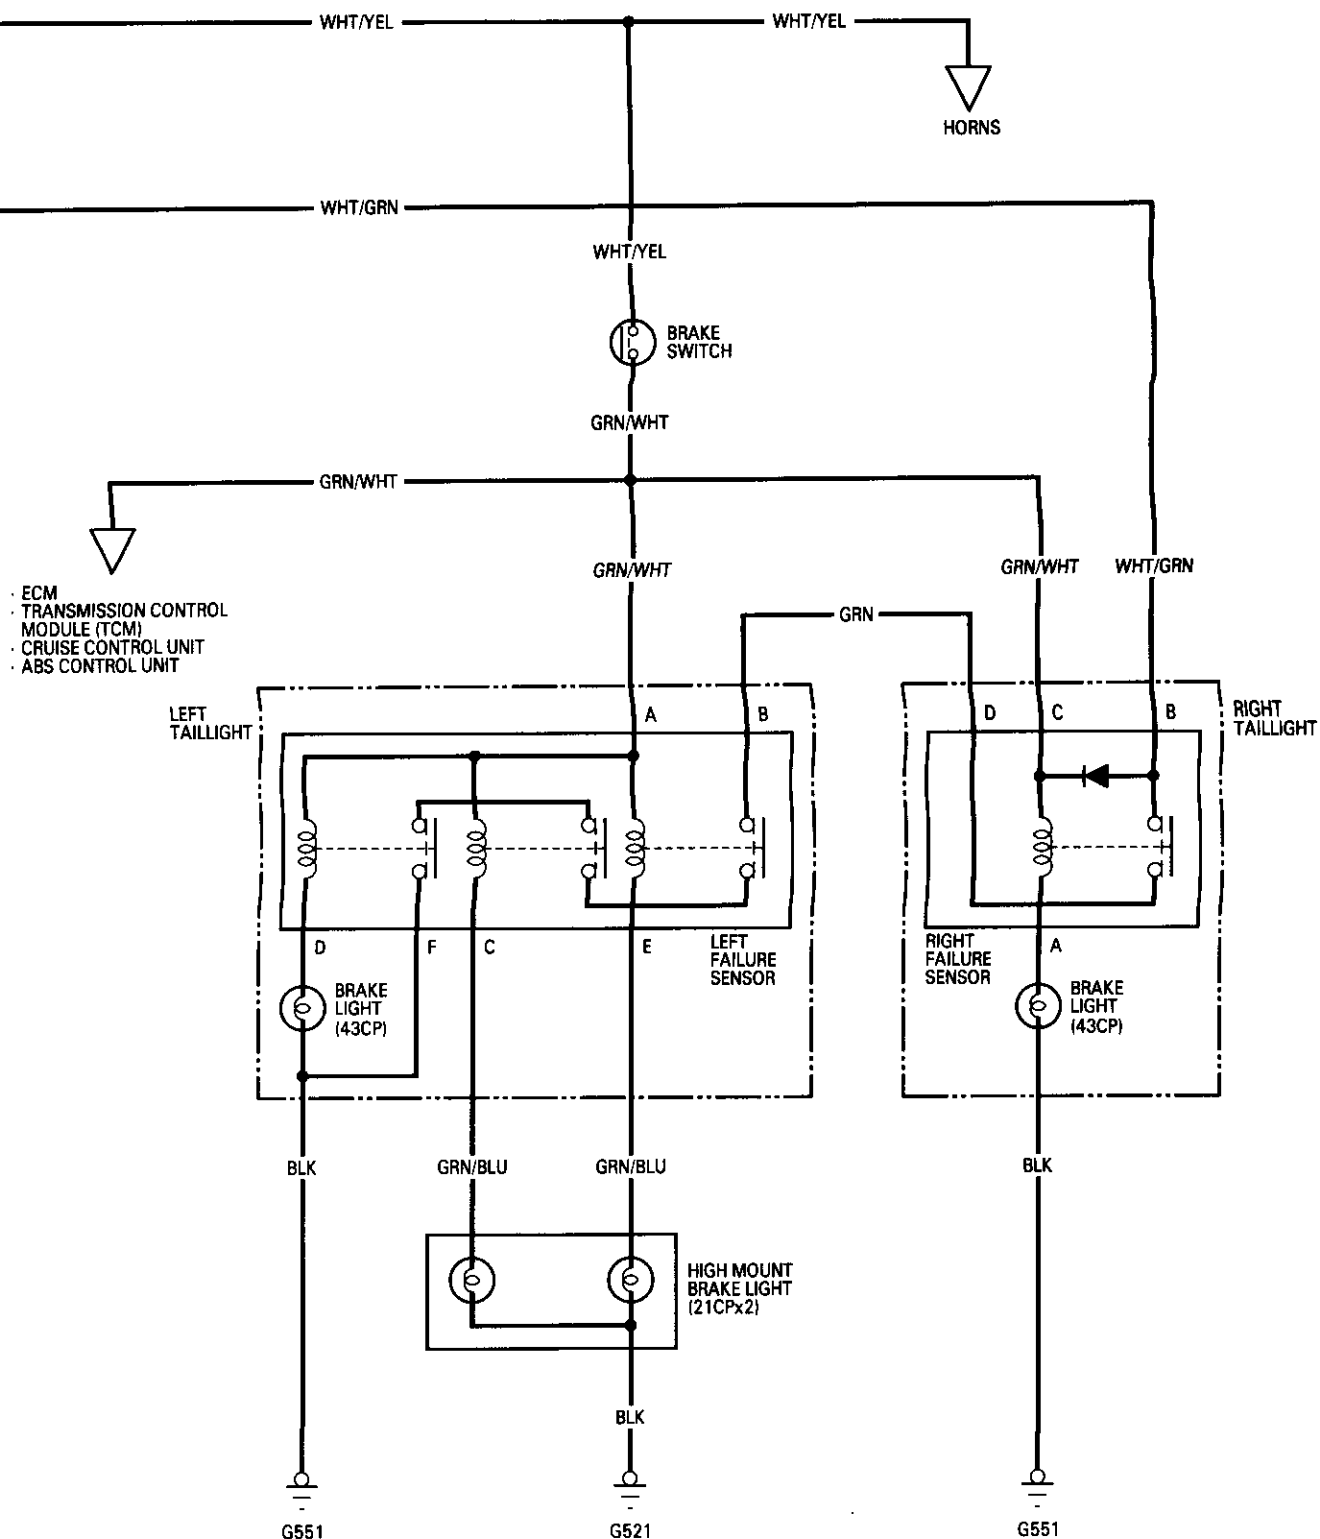 WHT/YEL
WHT/YEL
HORNS
WHT/GRN
WHT/YEL
BRAKE
SWITCH
GRN/WHT
GRN/WHT
· ECM
· TRANSMISSION CONTROL
MODULE (TCM)
· CRUISE CONTROL UNIT
· ABS CONTROL UNIT
GRN/WHT
GRN/WHT
WHT/GRN
GRN
LEFT
TAILLIGHT
A
B
D
C
B
RIGHT
TAILLIGHT
D
F
C
E
LEFT
FAILURE
SENSOR
RIGHT
FAILURE
SENSOR
A
BRAKE
LIGHT
(43CP)
BRAKE
LIGHT
(43CP)
BLK
GRN/BLU
GRN/BLU
BLK
HIGH MOUNT
BRAKE LIGHT
(21CPx2)
BLK
G551
G521
G551